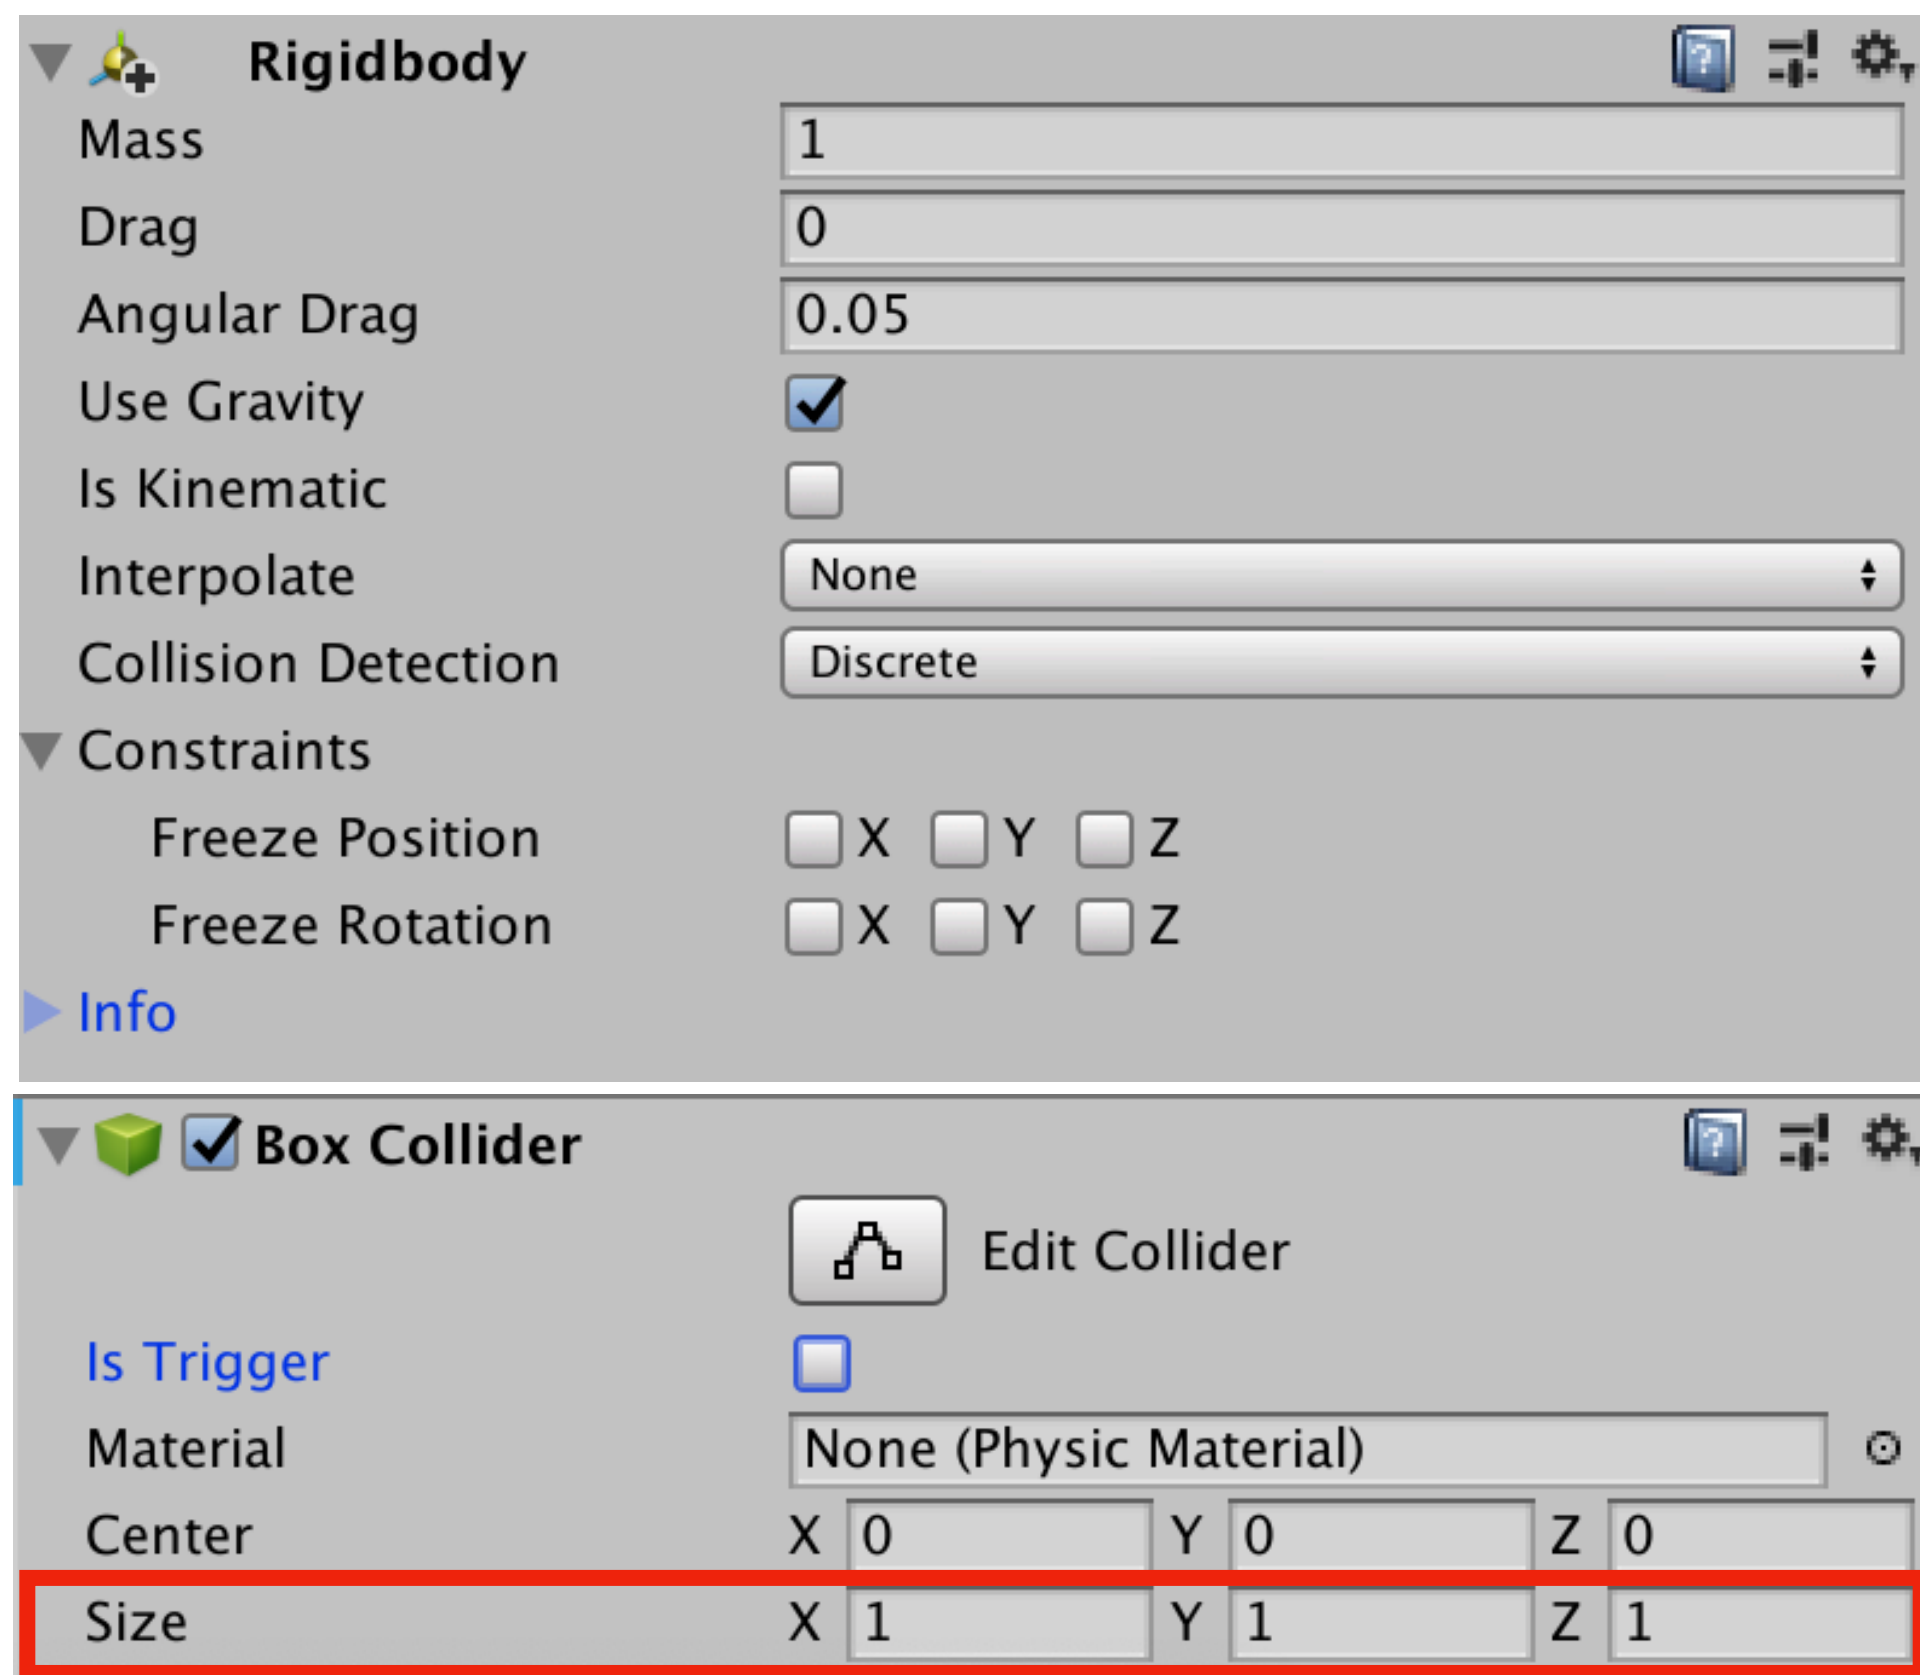 Rigidbody
Mass 1
Drag 0
Angular Drag 0.05
Use Gravity
Is Kinematic
Interpolate None
Collision Detection Discrete
Constraints
Freeze Position X Y Z
Freeze Rotation X Y Z
Info
Box Collider
Edit Collider
Is Trigger
Material None (Physic Material)
Center X 0 Y 0 Z 0
Size X 1 Y 1 Z 1